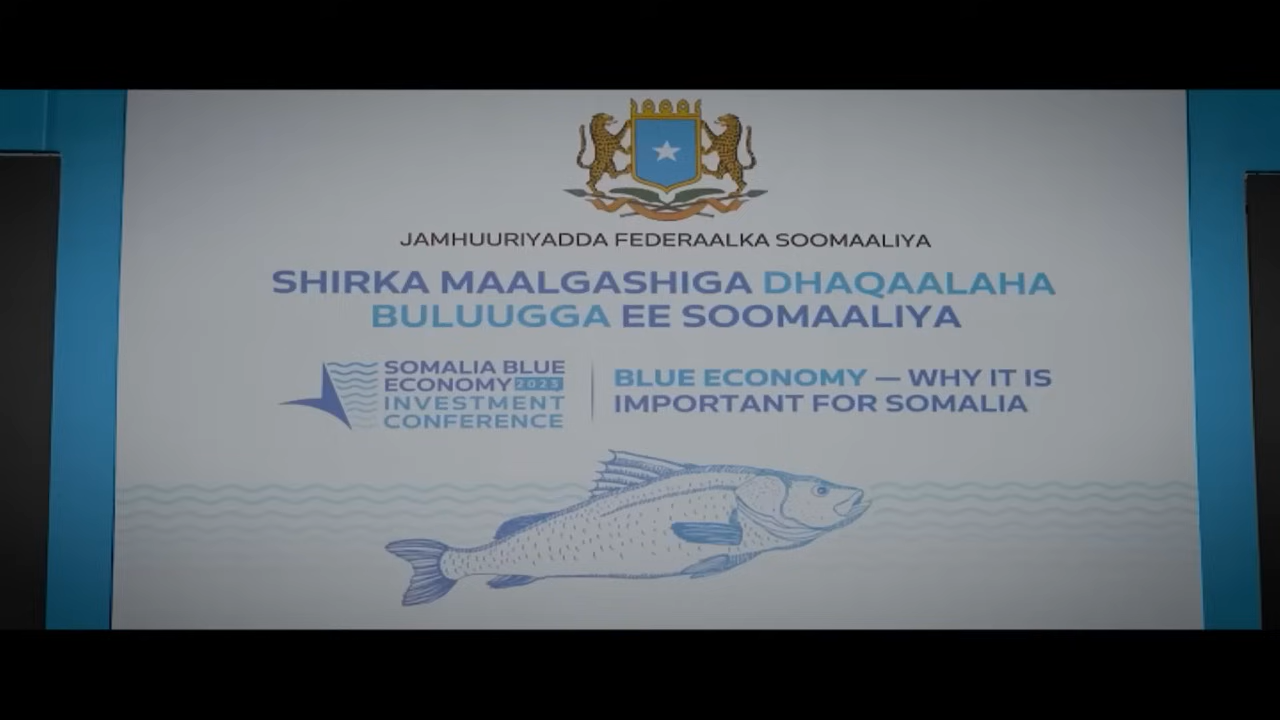 JAMHUURIYADDA FEDERAALKA SOOMAALIYA
SHIRKA MAALGASHIGA DHAQAALAHA
BULUUGGA EE SOOMAALIYA
SOMALIA BLUE
ECONOMY 2023
INVESTMENT
CONFERENCE
BLUE ECONOMY — WHY IT IS
IMPORTANT FOR SOMALIA